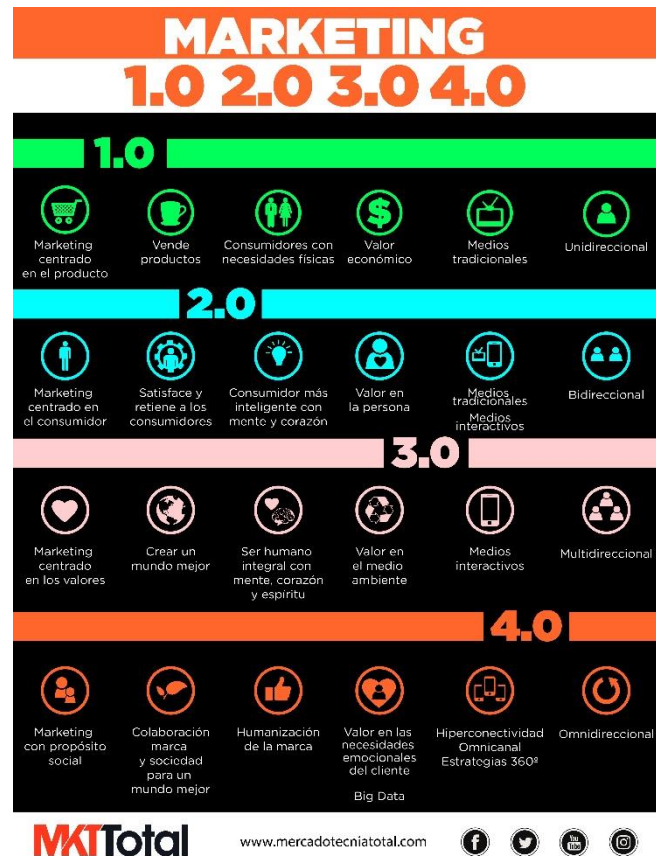 MARKETING
1.0 2.0 3.0 4.0
1.0
Marketing
centrado
en el producto
Vende
productos
Consumidores con
necesidades físicas
Valor
económico
Medios
tradicionales
Unidireccional
2.0
Marketing
centrado en
el consumidor
Satisface y
retiene a los
consumidores
Consumidor más
inteligente con
mente y corazón
Valor en
la persona
Medios
tradicionales
Medios
interactivos
Bidireccional
3.0
Marketing
centrado
en los valores
Crear un
mundo mejor
Ser humano
integral con
mente, corazón
y espíritu
Valor en
el medio
ambiente
Medios
interactivos
Multidireccional
4.0
Marketing
con propósito
social
Colaboración
marca
y sociedad
para un
mundo mejor
Humanización
de la marca
Valor en las
necesidades
emocionales
del cliente
Big Data
Hiperconectividad
Omnicanal
Estrategias 360º
Omnidireccional
MKTTotal
www.mercadotecniatotal.com
You
Tube